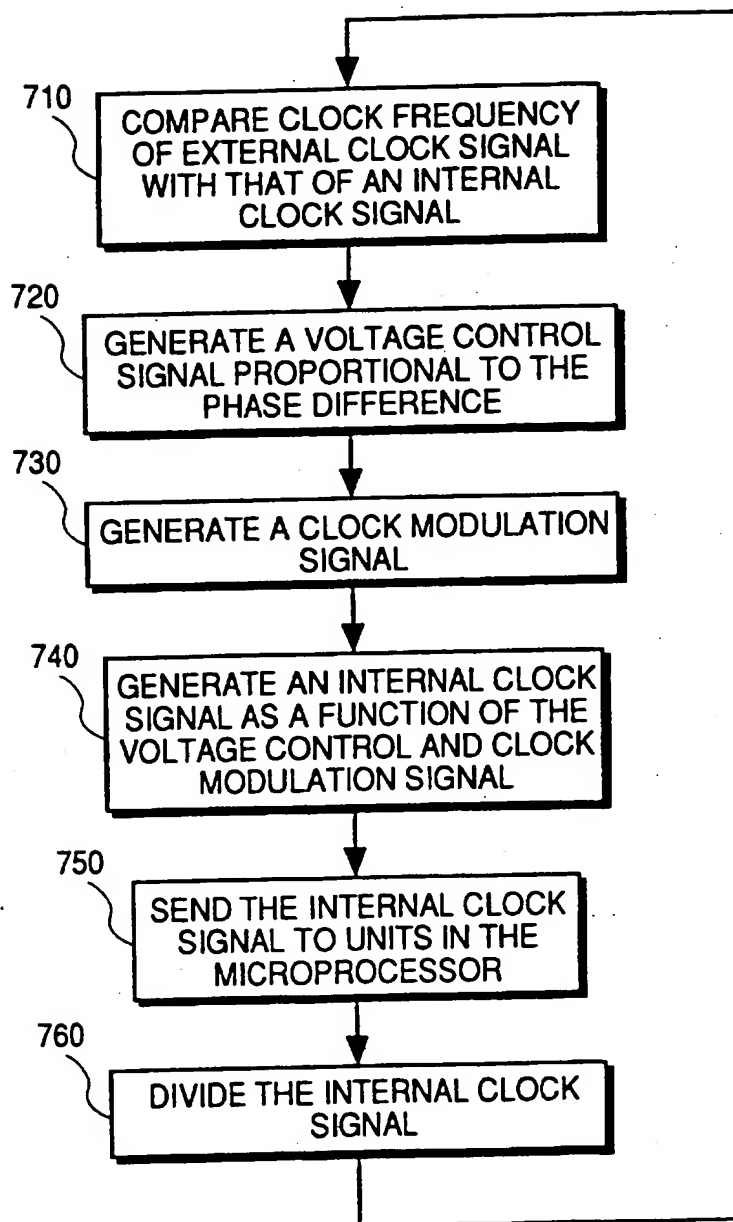 710
COMPARE CLOCK FREQUENCY
OF EXTERNAL CLOCK SIGNAL
WITH THAT OF AN INTERNAL
CLOCK SIGNAL
720
GENERATE A VOLTAGE CONTROL
SIGNAL PROPORTIONAL TO THE
PHASE DIFFERENCE
730
GENERATE A CLOCK MODULATION
SIGNAL
740
GENERATE AN INTERNAL CLOCK
SIGNAL AS A FUNCTION OF THE
VOLTAGE CONTROL AND CLOCK
MODULATION SIGNAL
750
SEND THE INTERNAL CLOCK
SIGNAL TO UNITS IN THE
MICROPROCESSOR
760
DIVIDE THE INTERNAL CLOCK
SIGNAL